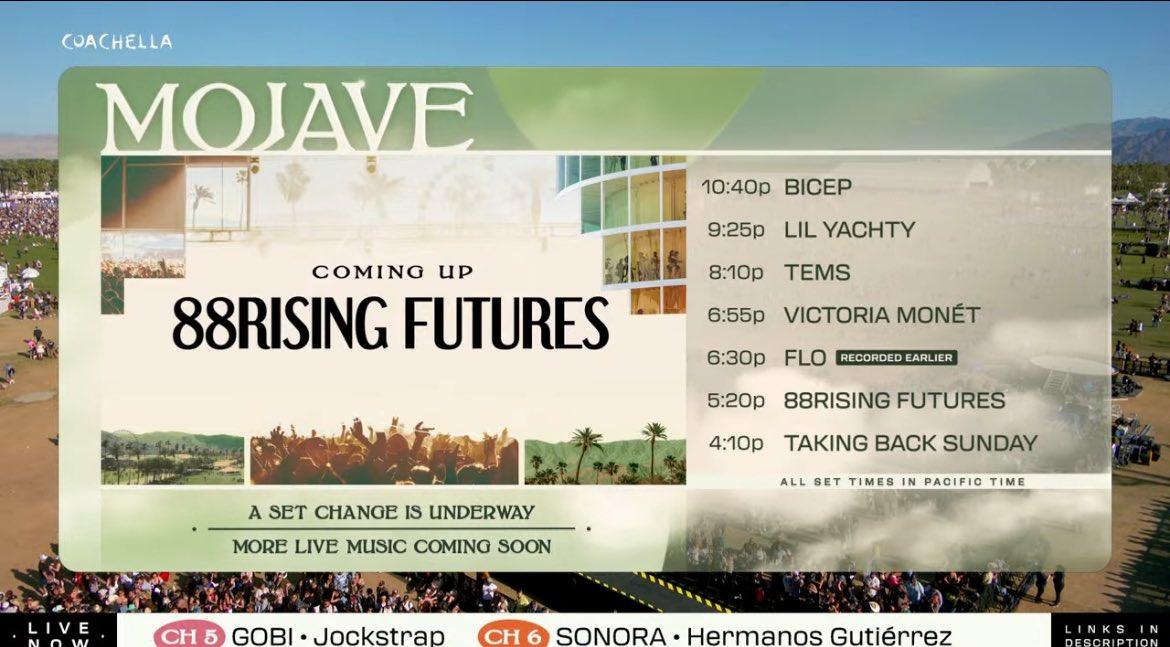 COACHELLA
MOJAVE
COMING UP
88RISING FUTURES
10:40p BICEP
9:25p LIL YACHTY
8:10p TEMS
6:55p VICTORIA MONÉT
6:30p FLO RECORDED EARLIER
5:20p 88RISING FUTURES
4:10p TAKING BACK SUNDAY
ALL SET TIMES IN PACIFIC TIME
A SET CHANGE IS UNDERWAY
MORE LIVE MUSIC COMING SOON
· LIVE NOW ·
CH 5 GOBI • Jockstrap CH 6 SONORA • Hermanos Gutiérrez
LINKS IN
DESCRIPTION